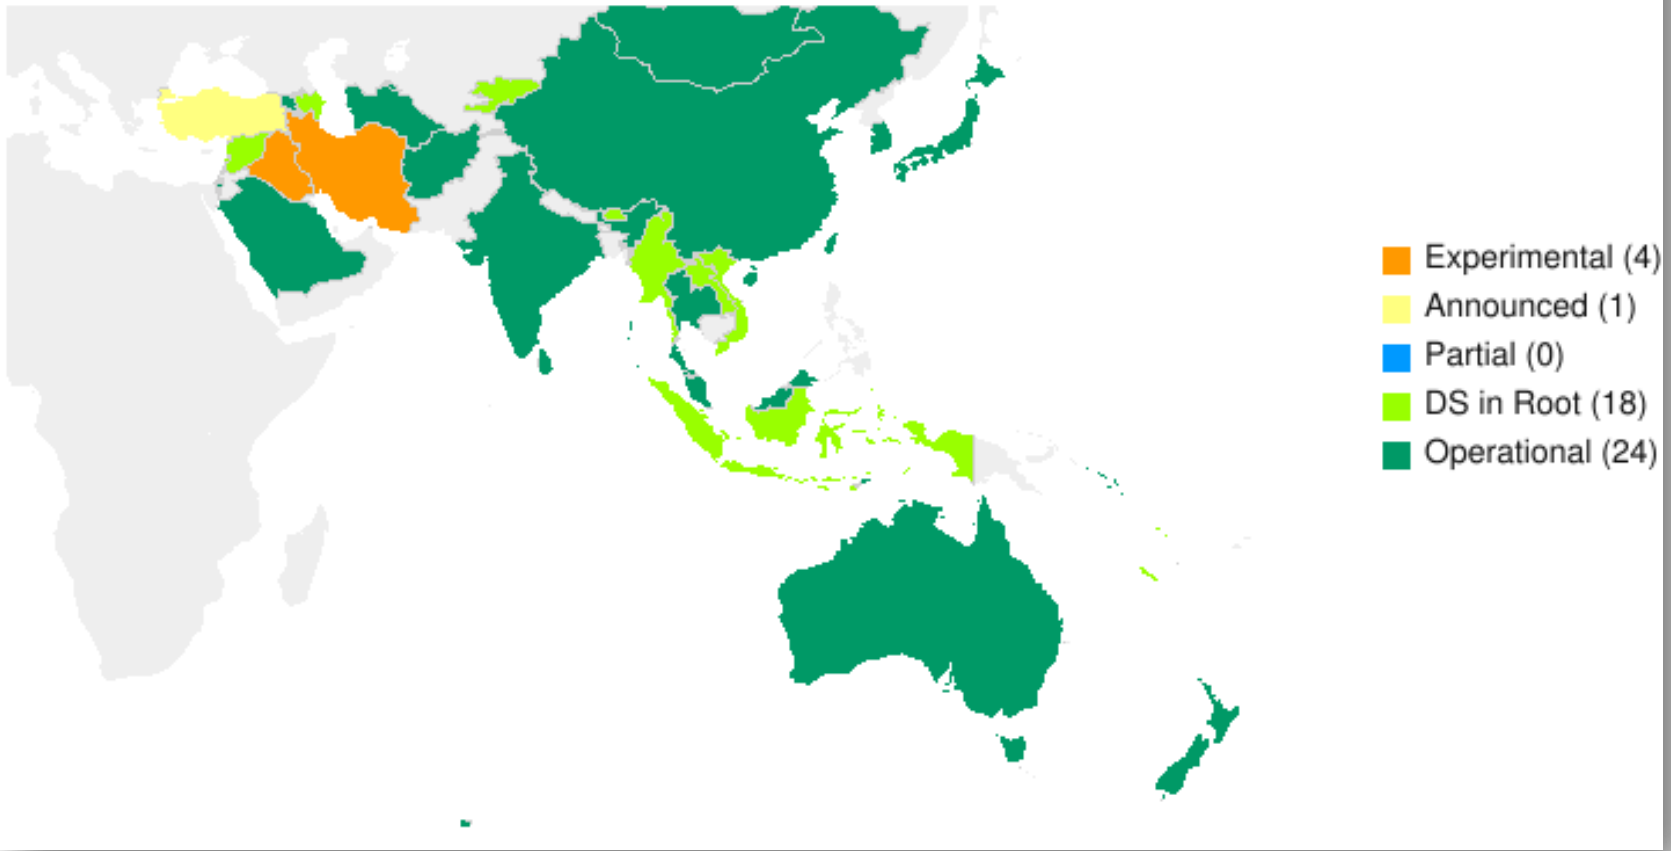 Experimental (4)
Announced (1)
Partial (0)
DS in Root (18)
Operational (24)